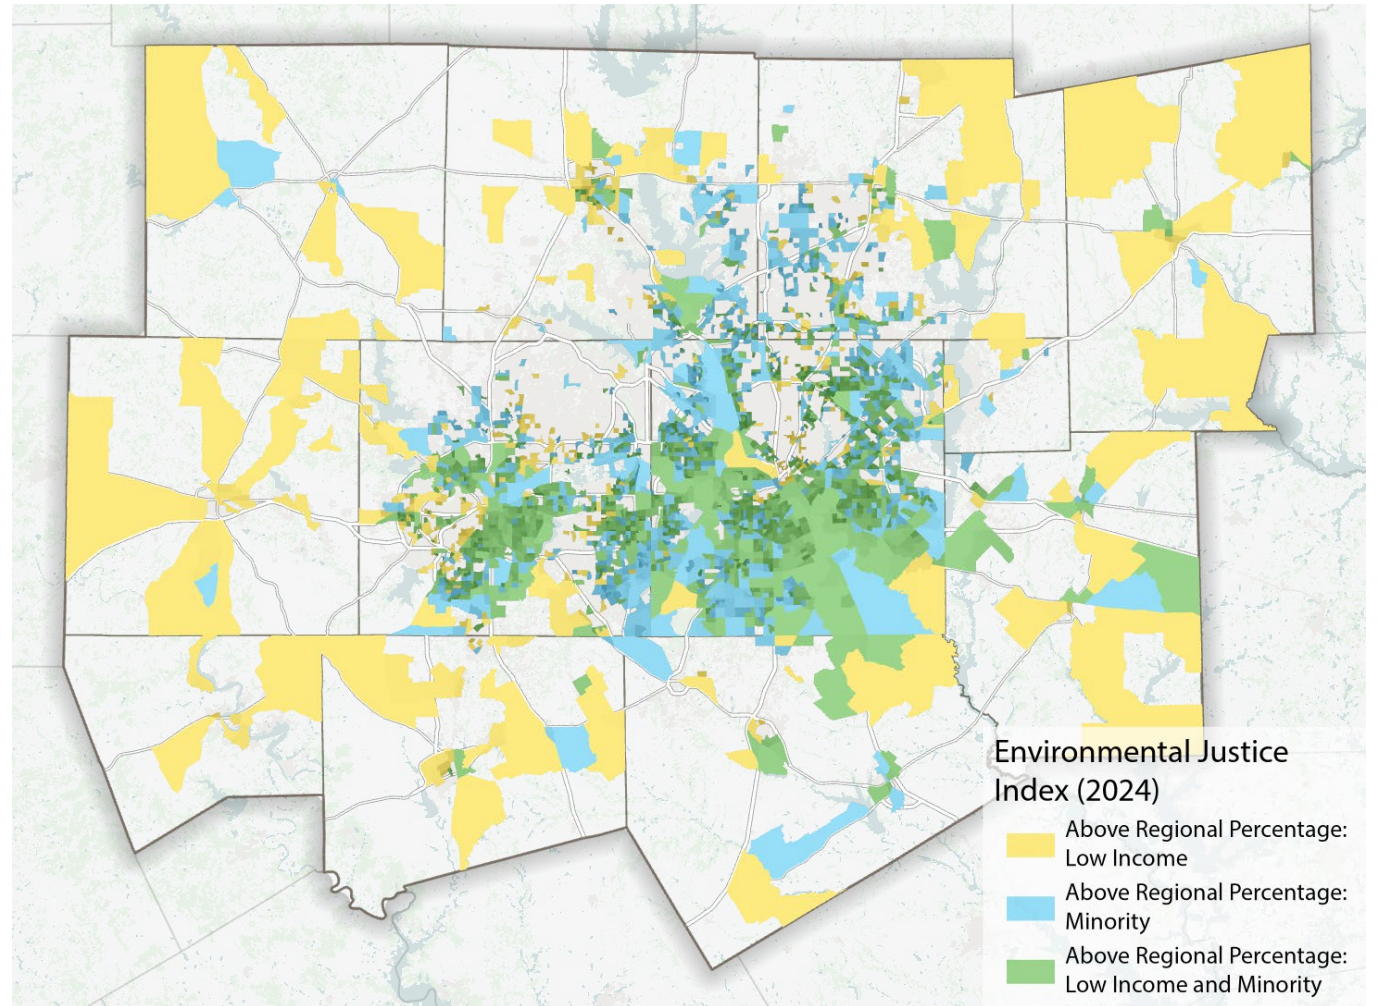 Environmental Justice
Index (2024)
Above Regional Percentage:
Low Income
Above Regional Percentage:
Minority
Above Regional Percentage:
Low Income and Minority